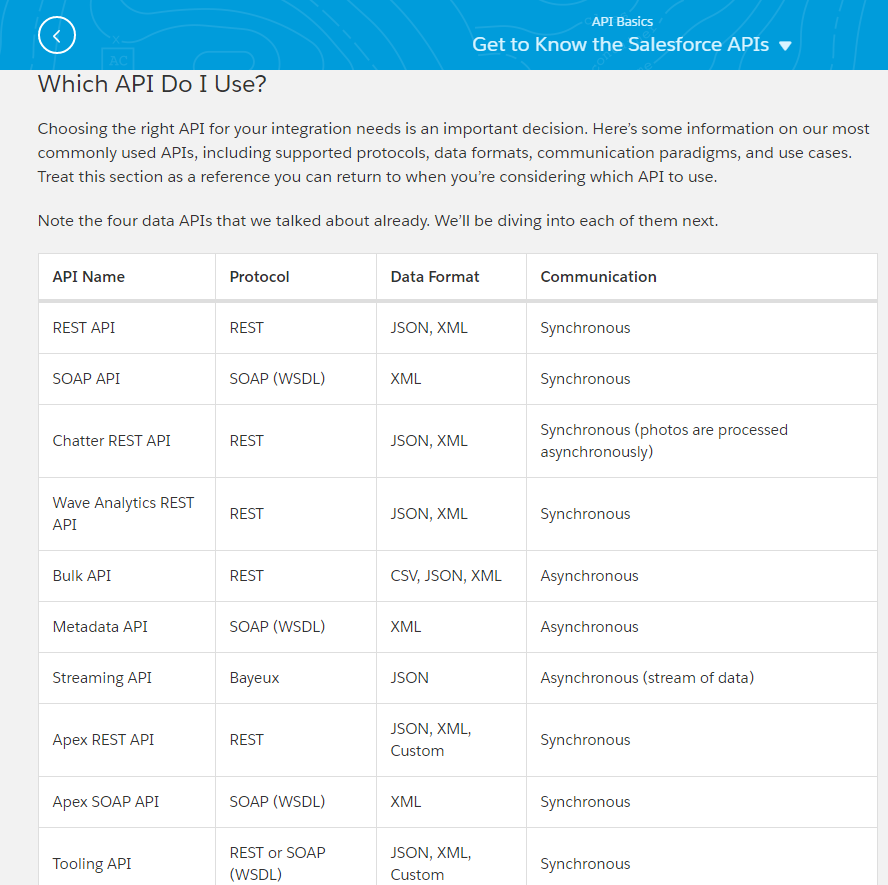 API Basics
Get to Know the Salesforce APIs
AC
Which API Do I Use?
Choosing the right API for your integration needs is an important decision. Here’s some information on our most
commonly used APIs, including supported protocols, data formats, communication paradigms, and use cases.
Treat this section as a reference you can return to when you’re considering which API to use.
Note the four data APIs that we talked about already. We’ll be diving into each of them next.
API Name Protocol Data Format Communication
REST API REST JSON, XML Synchronous
SOAP API SOAP (WSDL) XML Synchronous
Chatter REST API REST JSON, XML Synchronous (photos are processed
asynchronously)
Wave Analytics REST
API REST JSON, XML Synchronous
Bulk API REST CSV, JSON, XML Asynchronous
Metadata API SOAP (WSDL) XML Asynchronous
Streaming API Bayeux JSON Asynchronous (stream of data)
Apex REST API REST JSON, XML,
Custom Synchronous
Apex SOAP API SOAP (WSDL) XML Synchronous
Tooling API REST or SOAP
(WSDL) JSON, XML,
Custom Synchronous